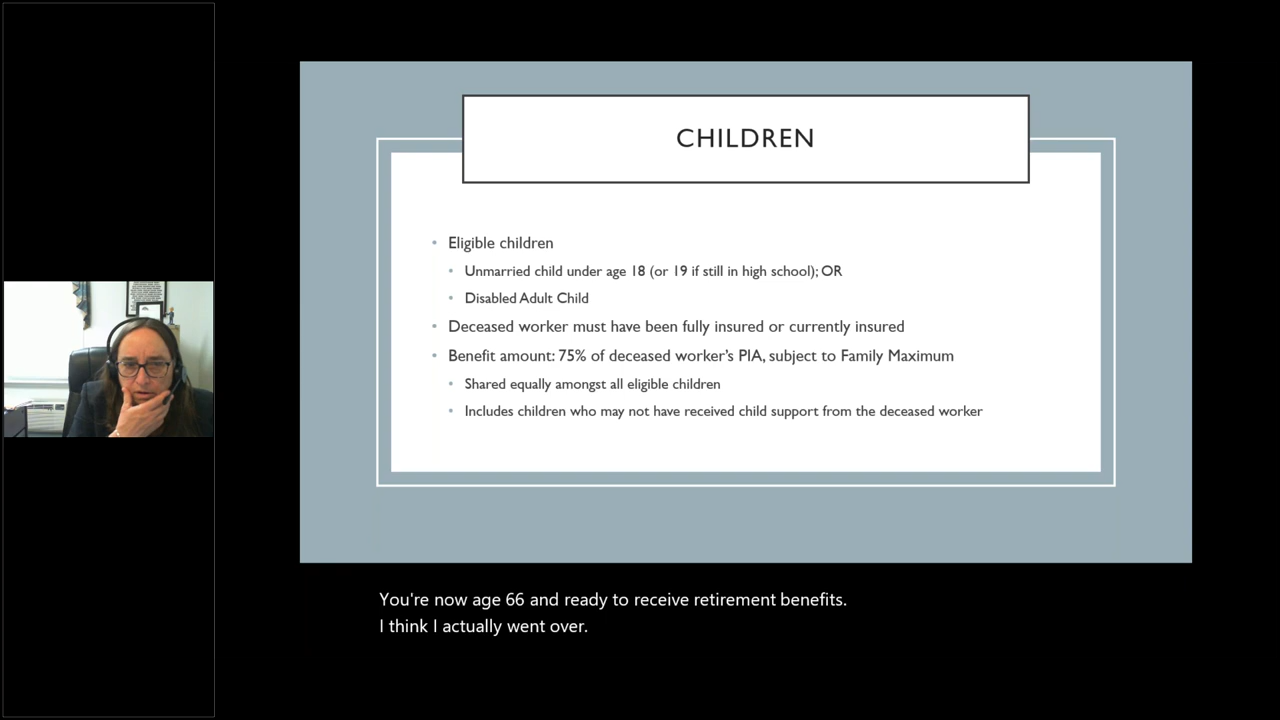 CHILDREN
• Eligible children
• Unmarried child under age 18 (or 19 if still in high school); OR
• Disabled Adult Child
• Deceased worker must have been fully insured or currently insured
• Benefit amount: 75% of deceased worker's PIA, subject to Family Maximum
• Shared equally amongst all eligible children
• Includes children who may not have received child support from the deceased worker
You're now age 66 and ready to receive retirement benefits.
I think I actually went over.